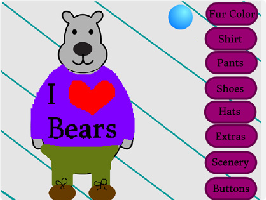 I
Bears
Fur Color
Shirt
Pants
Shoes
Hats
Extras
Scenery
Buttons